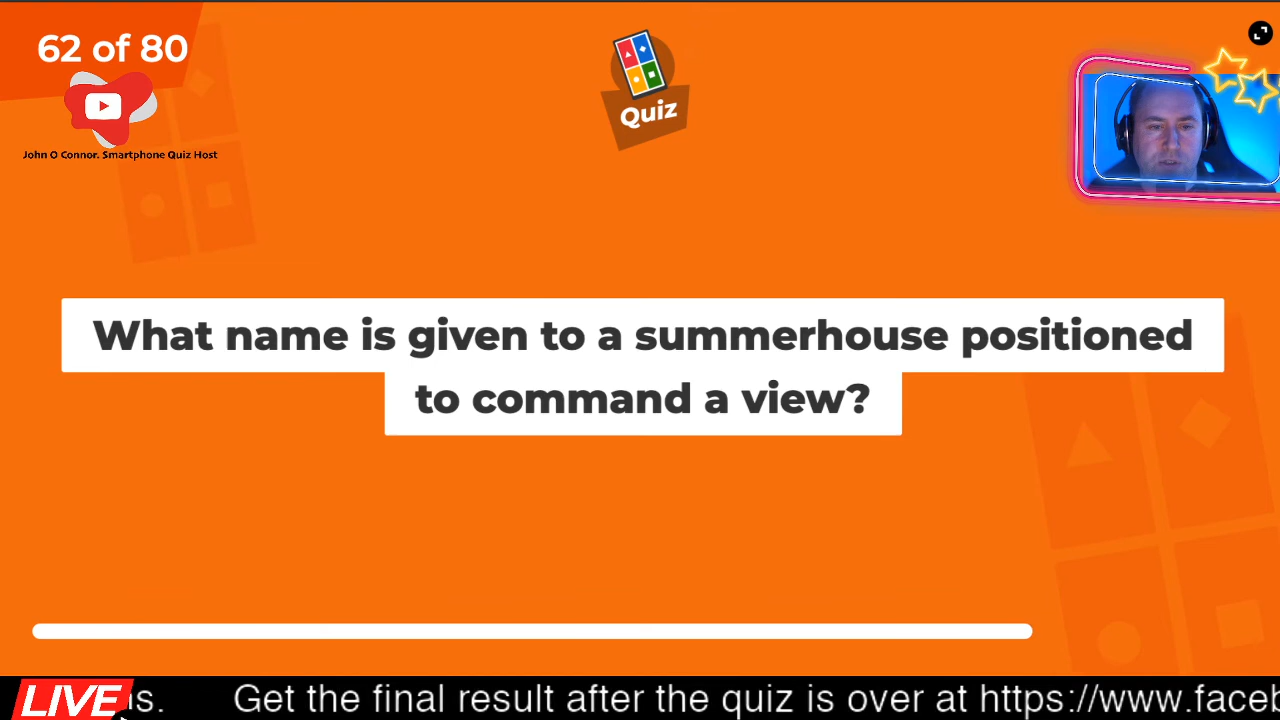 62 of 80
John O Connor. Smartphone Quiz Host
Quiz
What name is given to a summerhouse positioned
to command a view?
LIVE
is. Get the final result after the quiz is over at https://www.faceb